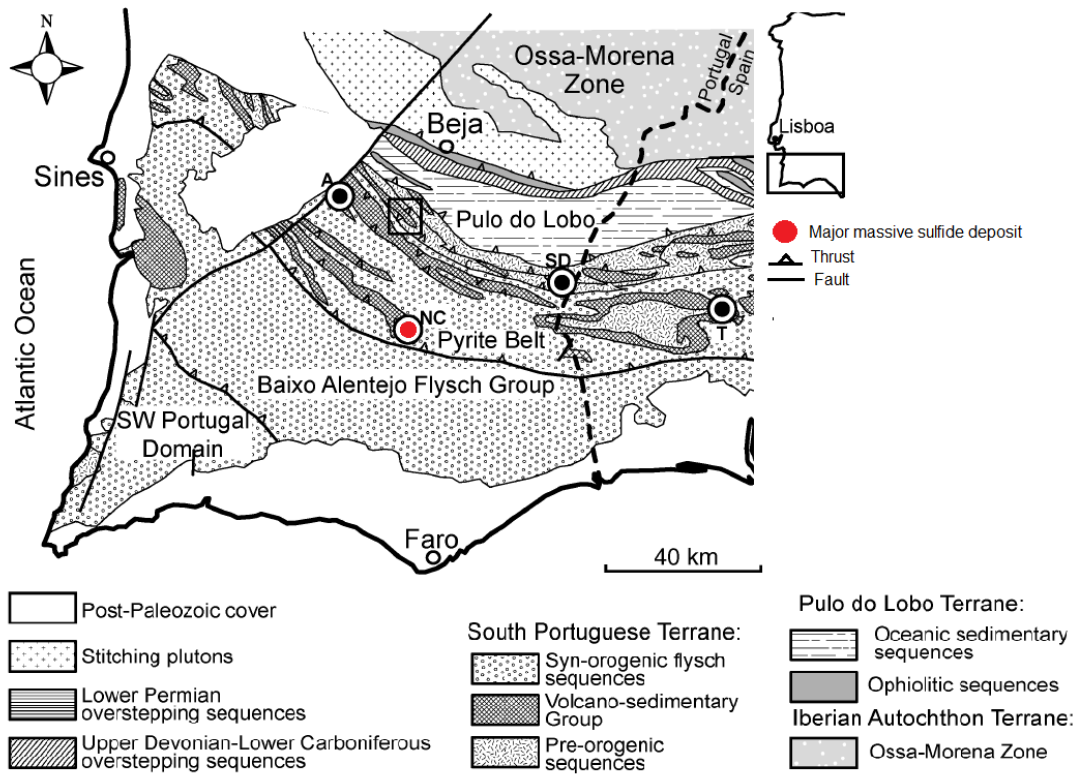 N
Ossa-Morena
Zone
Portugal
Spain
Lisboa
Beja
Sines
A
Pulo do Lobo
Major massive sulfide deposit
Thrust
Fault
SD
NC
T
Pyrite Belt
Atlantic Ocean
Baixo Alentejo Flysch Group
SW Portugal
Domain
Faro
40 km
Post-Paleozoic cover
Stitching plutons
Lower Permian
overstepping sequences
Upper Devonian-Lower Carboniferous
overstepping sequences
South Portuguese Terrane:
Syn-orogenic flysch
sequences
Volcano-sedimentary
Group
Pre-orogenic
sequences
Pulo do Lobo Terrane:
Oceanic sedimentary
sequences
Ophiolitic sequences
Iberian Autochthon Terrane:
Ossa-Morena Zone